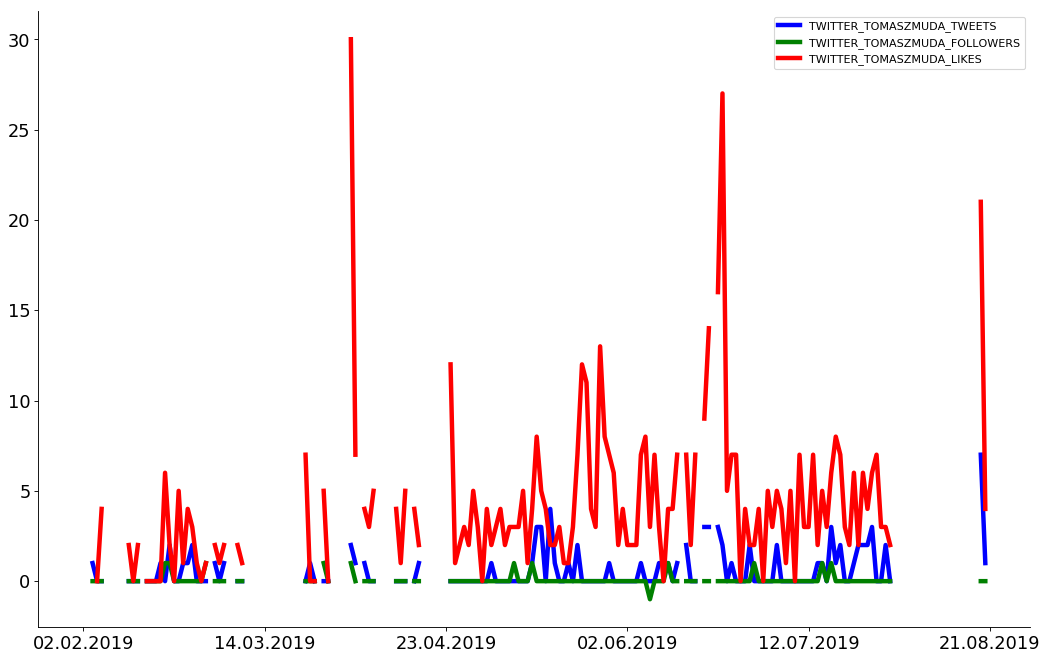 TWITTER_TOMASZMUDA_TWEETS
TWITTER_TOMASZMUDA_FOLLOWERS
TWITTER_TOMASZMUDA_LIKES
30
25
20
15
10
5
0
02.02.2019 14.03.2019 23.04.2019 02.06.2019 12.07.2019 21.08.2019